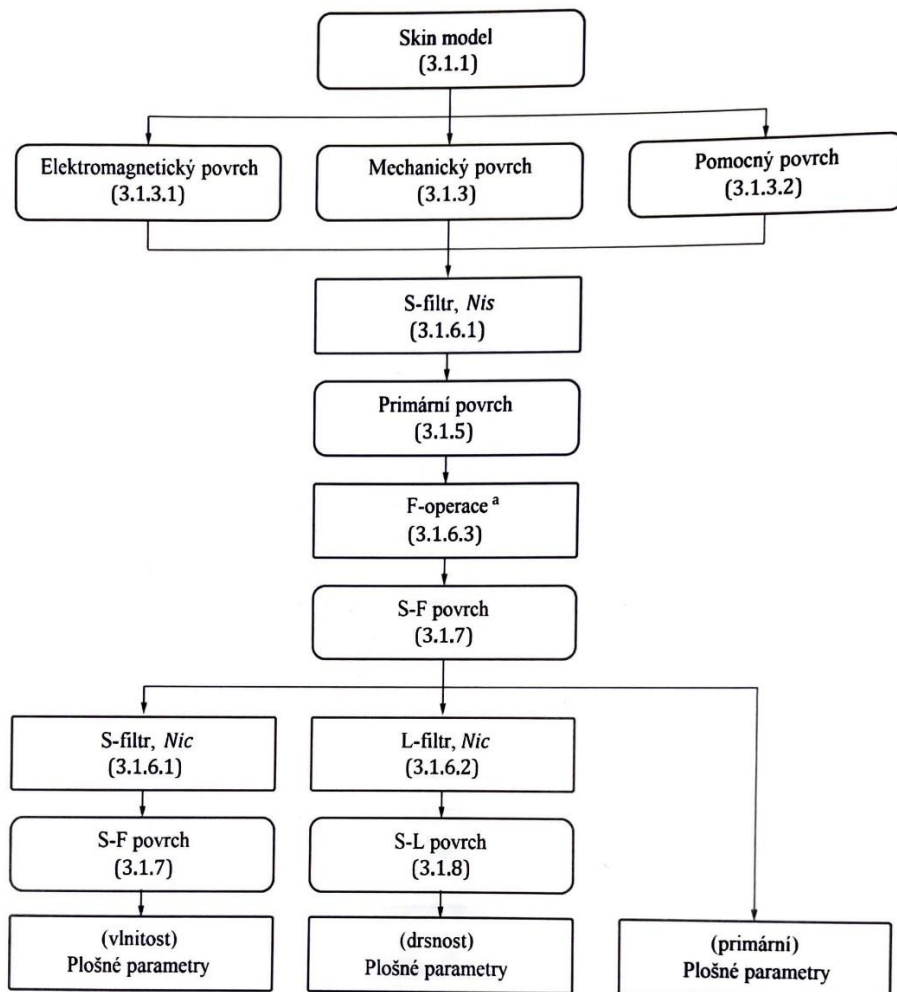 Skin model
(3.1.1)
Elektromagnetický povrch
(3.1.3.1)
Mechanický povrch
(3.1.3)
Pomocný povrch
(3.1.3.2)
S-filtr, Nis
(3.1.6.1)
Primární povrch
(3.1.5)
F-operace a
(3.1.6.3)
S-F povrch
(3.1.7)
S-filtr, Nic
(3.1.6.1)
L-filtr, Nic
(3.1.6.2)
S-F povrch
(3.1.7)
S-L povrch
(3.1.8)
(vlnitost)
Plošné parametry
(drsnost)
Plošné parametry
(primární)
Plošné parametry